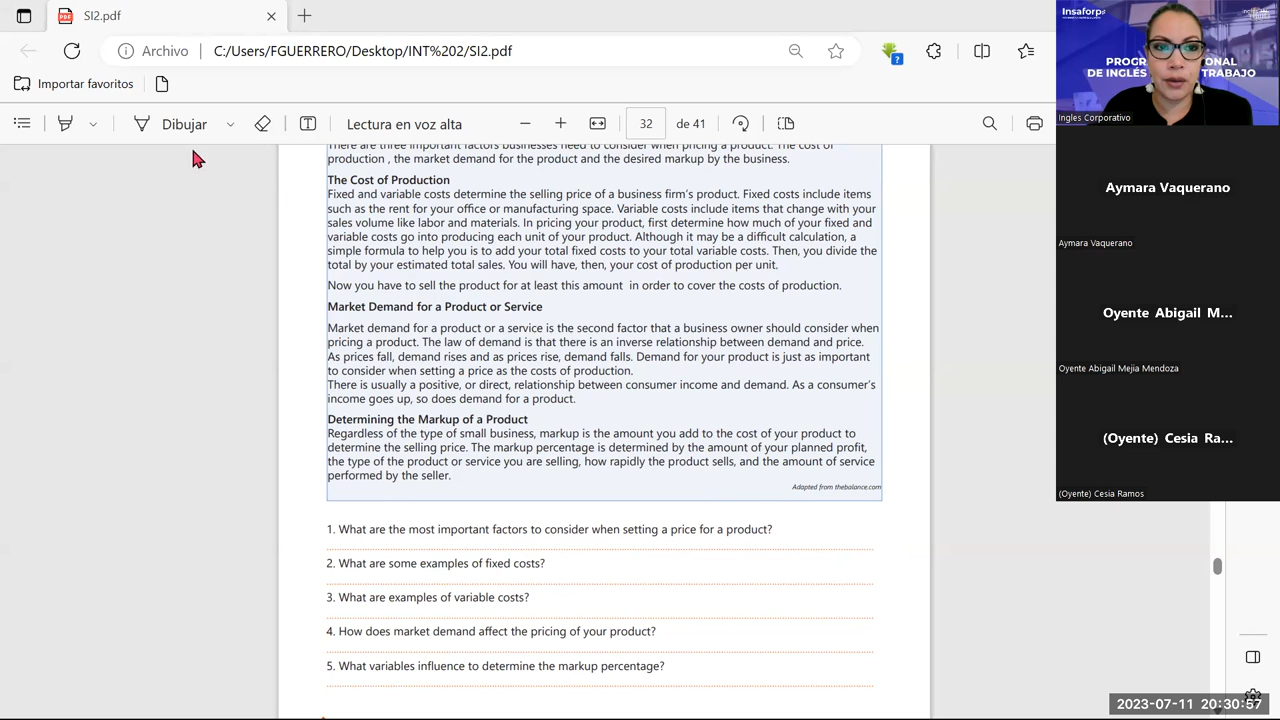 SI2.pdf
Archivo
C:/Users/FGUERRERO/Desktop/INT%202/SI2.pdf
Importar favoritos
Dibujar
Lectura en voz alta
32
de 41
There are three important factors businesses need to consider when pricing a product. The cost of
production , the market demand for the product and the desired markup by the business.
The Cost of Production
Fixed and variable costs determine the selling price of a business firm's product. Fixed costs include items
such as the rent for your office or manufacturing space. Variable costs include items that change with your
sales volume like labor and materials. In pricing your product, first determine how much of your fixed and
variable costs go into producing each unit of your product. Although it may be a difficult calculation, a
simple formula to help you is to add your total fixed costs to your total variable costs. Then, you divide the
total by your estimated total sales. You will have, then, your cost of production per unit.
Now you have to sell the product for at least this amount in order to cover the costs of production.
Market Demand for a Product or Service
Market demand for a product or a service is the second factor that a business owner should consider when
pricing a product. The law of demand is that there is an inverse relationship between demand and price.
As prices fall, demand rises and as prices rise, demand falls. Demand for your product is just as important
to consider when setting a price as the costs of production.
There is usually a positive, or direct, relationship between consumer income and demand. As a consumer's
income goes up, so does demand for a product.
Determining the Markup of a Product
Regardless of the type of small business, markup is the amount you add to the cost of your product to
determine the selling price. The markup percentage is determined by the amount of your planned profit,
the type of the product or service you are selling, how rapidly the product sells, and the amount of service
performed by the seller.
Adapted from thebalance.com
1. What are the most important factors to consider when setting a price for a product?
2. What are some examples of fixed costs?
3. What are examples of variable costs?
4. How does market demand affect the pricing of your product?
5. What variables influence to determine the markup percentage?
Insaforp
PROGR ONAL
DE INGLÉS TRABAJO
Ingles Corporativo
Aymara Vaquerano
Aymara Vaquerano
Oyente Abigail M...
Oyente Abigail Mejia Mendoza
(Oyente) Cesia Ra...
(Oyente) Cesia Ramos
2023-07-11 20:30:57